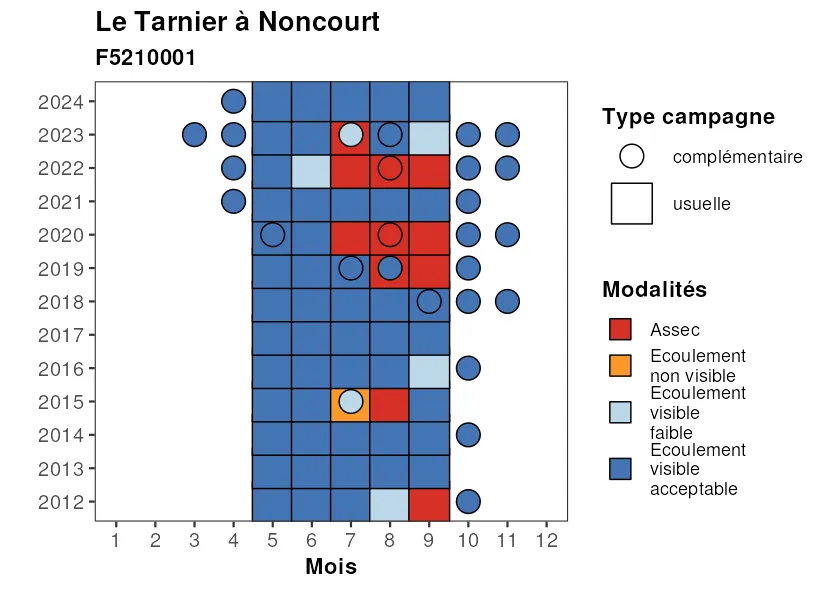 Le Tarnier à Noncourt
F5210001
2024
2023
2022
2021
2020
2019
2018
2017
2016
2015
2014
2013
2012
1 2 3 4 5 6 7 8 9 10 11 12
Mois
Type campagne
complémentaire
usuelle
Modalités
Assec
Ecoulement
non visible
Ecoulement
visible
faible
Ecoulement
visible
acceptable